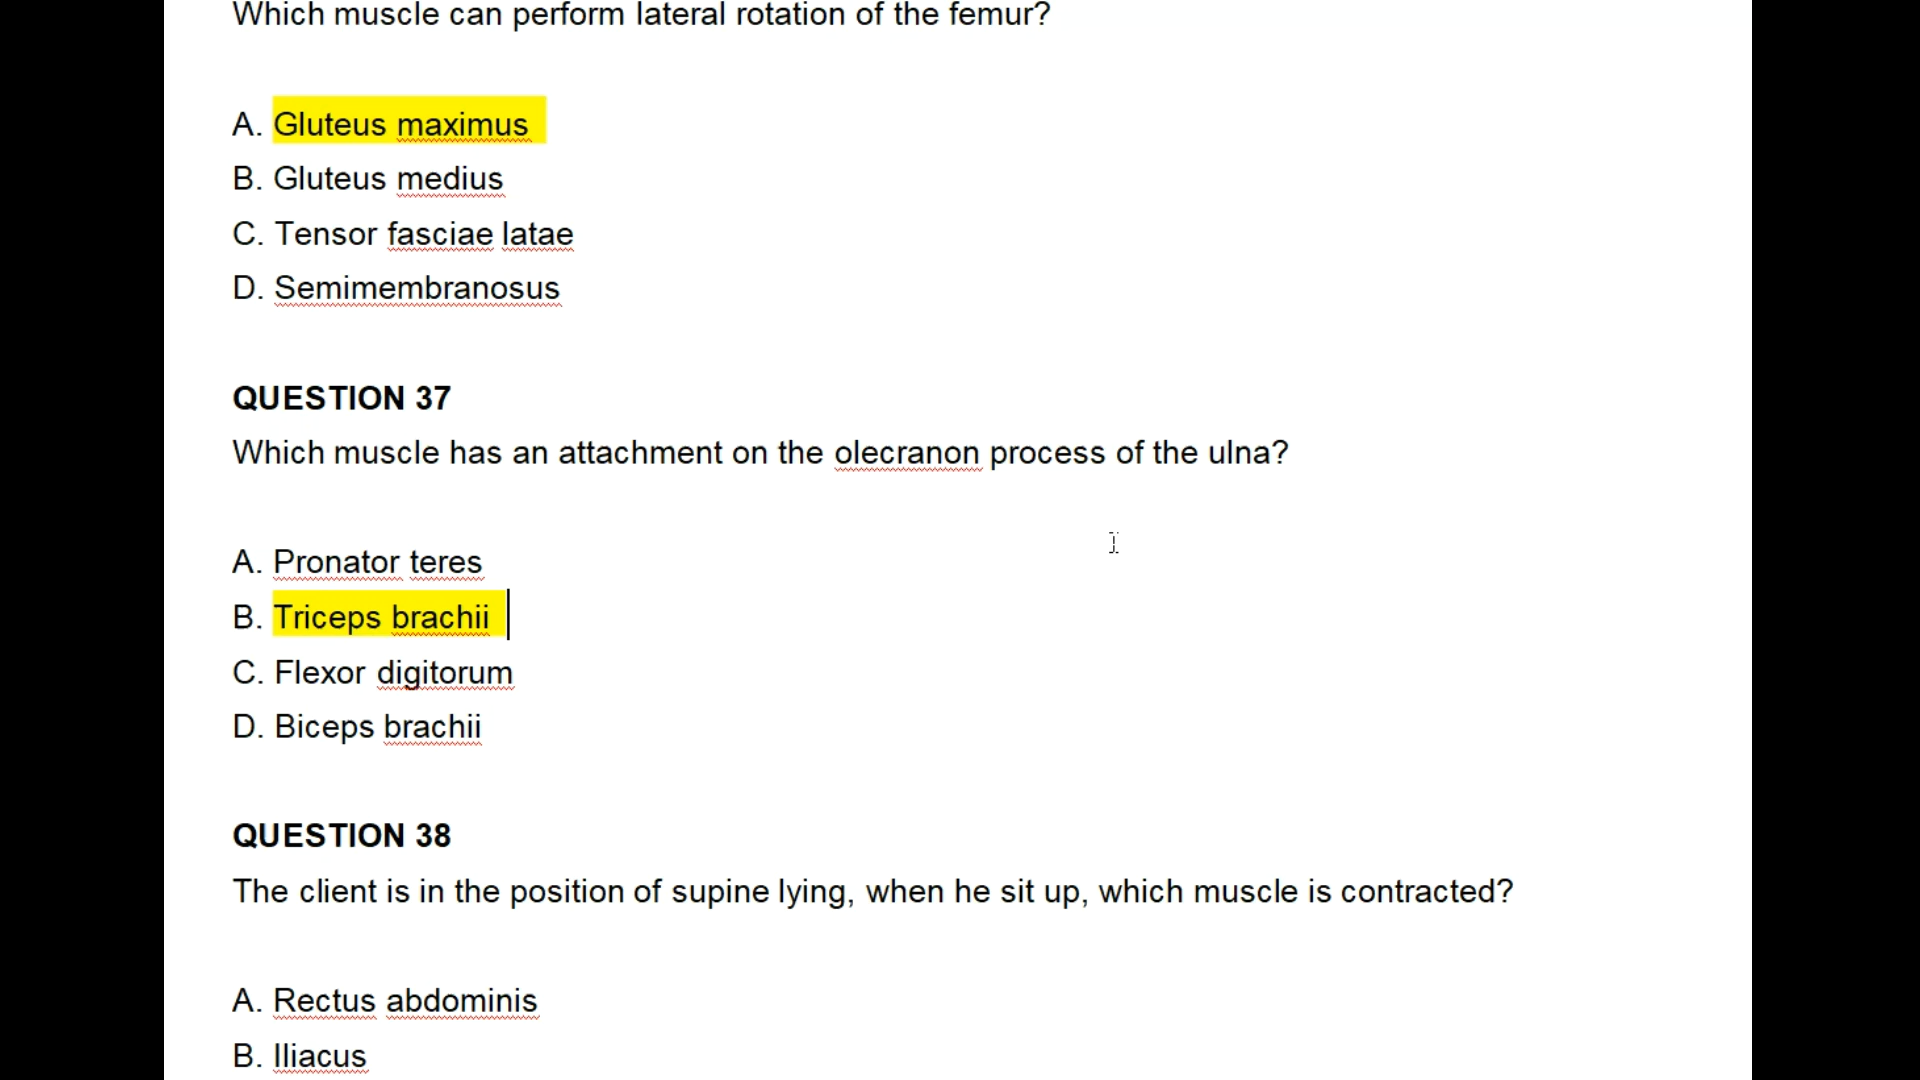 Which muscle can perform lateral rotation of the femur?
A. Gluteus maximus
B. Gluteus medius
C. Tensor fasciae latae
D. Semimembranosus
QUESTION 37
Which muscle has an attachment on the olecranon process of the ulna?
A. Pronator teres
B. Triceps brachii
C. Flexor digitorum
D. Biceps brachii
QUESTION 38
The client is in the position of supine lying, when he sit up, which muscle is contracted?
A. Rectus abdominis
B. Iliacus